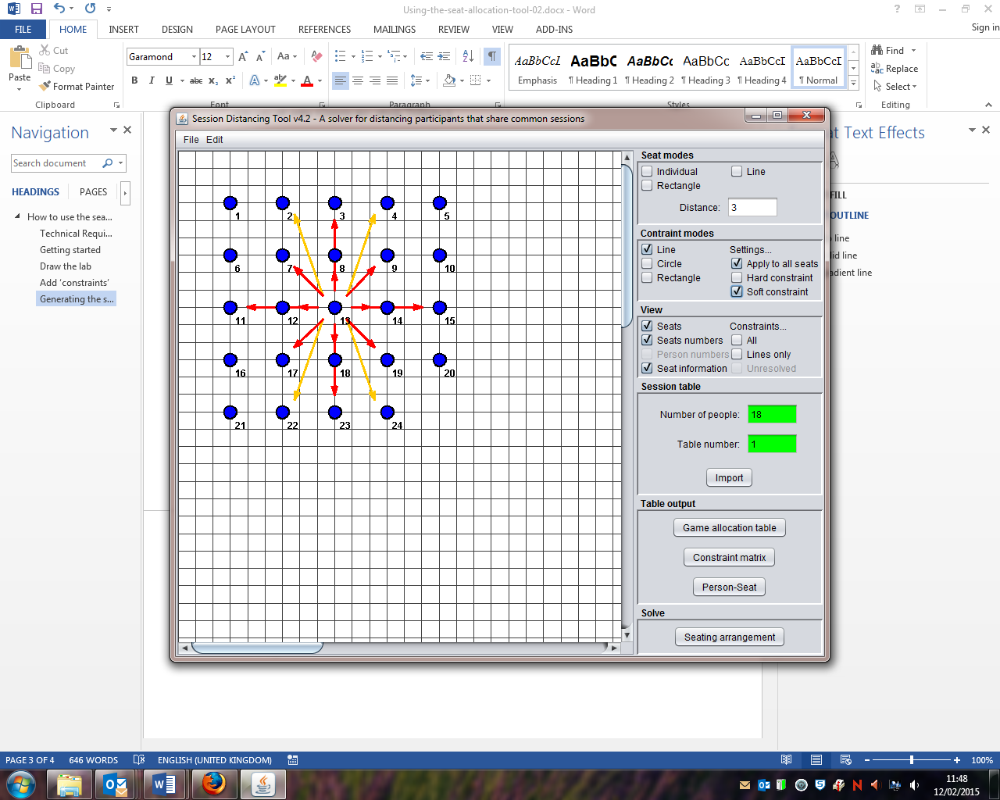 Using-the-seat-allocation-tool-02.docx - Word
FILE HOME INSERT DESIGN PAGE LAYOUT REFERENCES MAILINGS REVIEW VIEW ADD-INS Sign in
Paste
Cut
Copy
Format Painter
Clipboard
Garamond 12
Font
Paragraph
AaBbCcI AaBbC AaBbCc AaBbCc AaBbCcI AaBbCcI
Emphasis ¶ Heading 1 ¶ Heading 2 ¶ Heading 3 ¶ Heading 4 ¶ Normal
Styles
Find
Replace
Select
Editing
Navigation
Search document
HEADINGS PAGES
How to use the sea...
Technical Requi...
Getting started
Draw the lab
Add ‘constraints’
Generating the s...
Session Distancing Tool v4.2 - A solver for distancing participants that share common sessions
File Edit
1 2 3 4 5
6 7 8 9 10
11 12 13 14 15
16 17 18 19 20
21 22 23 24
Seat modes
Individual Line
Rectangle
Distance: 3
Contraint modes
Line Settings...
Circle Apply to all seats
Rectangle Hard constraint
Soft constraint
View
Seats Constraints...
Seats numbers All
Person numbers Lines only
Seat information Unresolved
Session table
Number of people: 18
Table number: 1
Import
Table output
Game allocation table
Constraint matrix
Person-Seat
Solve
Seating arrangement
at Text Effects
FILL
OUTLINE
line
lid line
adient line
PAGE 3 OF 4 646 WORDS ENGLISH (UNITED KINGDOM) 100%
11:48
12/02/2015